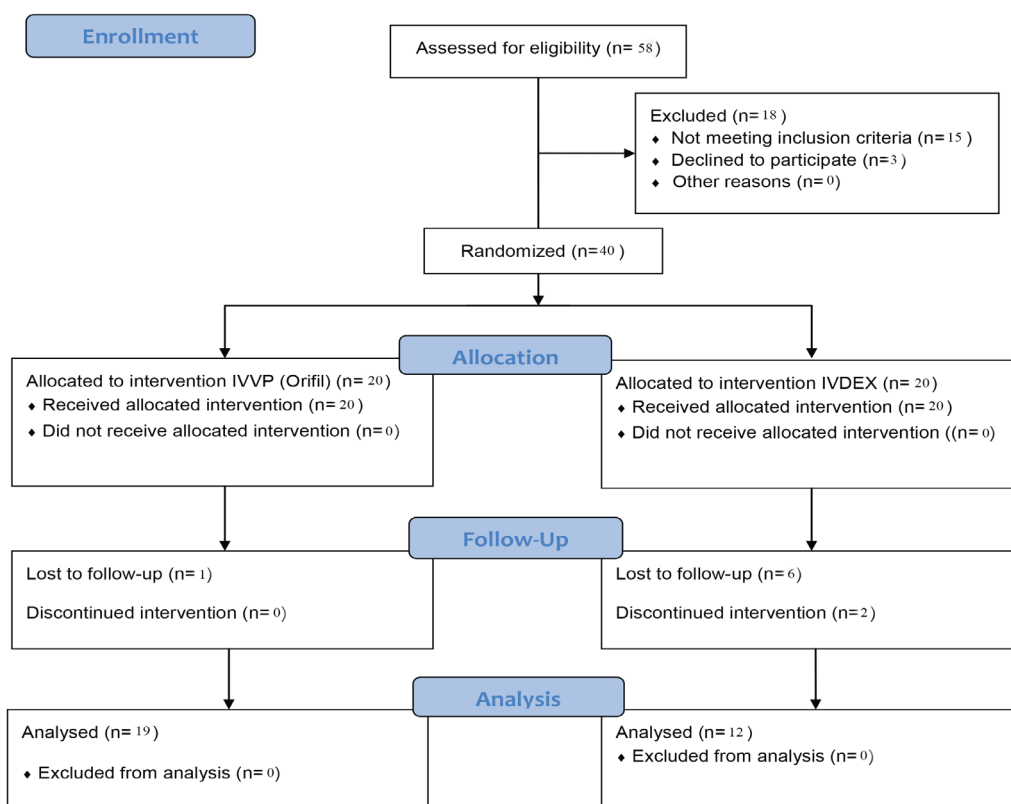 Enrollment
Assessed for eligibility (n= 58)
Excluded (n= 18)
♦ Not meeting inclusion criteria (n= 15)
♦ Declined to participate (n= 3)
♦ Other reasons (n= 0)
Randomized (n= 40)
Allocation
Allocated to intervention IVVP (Orifil) (n= 20)
♦ Received allocated intervention (n= 20)
♦ Did not receive allocated intervention (n= 0)
Allocated to intervention IVDEX (n= 20)
♦ Received allocated intervention (n= 20)
♦ Did not receive allocated intervention ((n= 0)
Follow-Up
Lost to follow-up (n= 1)
Discontinued intervention (n= 0)
Lost to follow-up (n= 6)
Discontinued intervention (n= 2)
Analysis
Analysed (n= 19)
♦ Excluded from analysis (n= 0)
Analysed (n= 12)
♦ Excluded from analysis (n= 0)